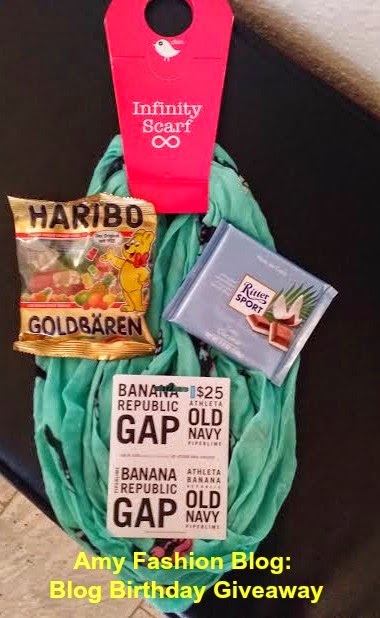 Infinity
Scarf
HARIBO
GOLDBÄREN
Ritter
SPORT
BANANA
REPUBLIC
GAP
$25
ATHLETA
OLD
NAVY
PIPERLIME
PIPERLIME
BANANA
REPUBLIC
GAP
ATHLETA
BANANA
REPUBLIC
OLD
NAVY
PIPERLIME
Amy Fashion Blog:
Blog Birthday Giveaway